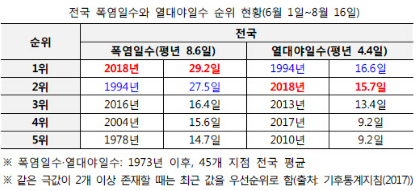 전국 폭염일수와 열대야일수 순위 현황(6월 1일~8월 16일)
순위 전국
폭염일수(평년 8.6일) 열대야일수(평년 4.4일)
1위 2018년 29.2일 1994년 16.6일
2위 1994년 27.5일 2018년 15.7일
3위 2016년 16.4일 2013년 13.4일
4위 2004년 15.6일 2017년 9.2일
5위 1978년 14.7일 2010년 9.2일
※ 폭염일수·열대야일수: 1973년 이후, 45개 지점 전국 평균
※ 같은 극값이 2개 이상 존재할 때는 최근 값을 우선순위로 함(출처: 기후통계지침(2017))